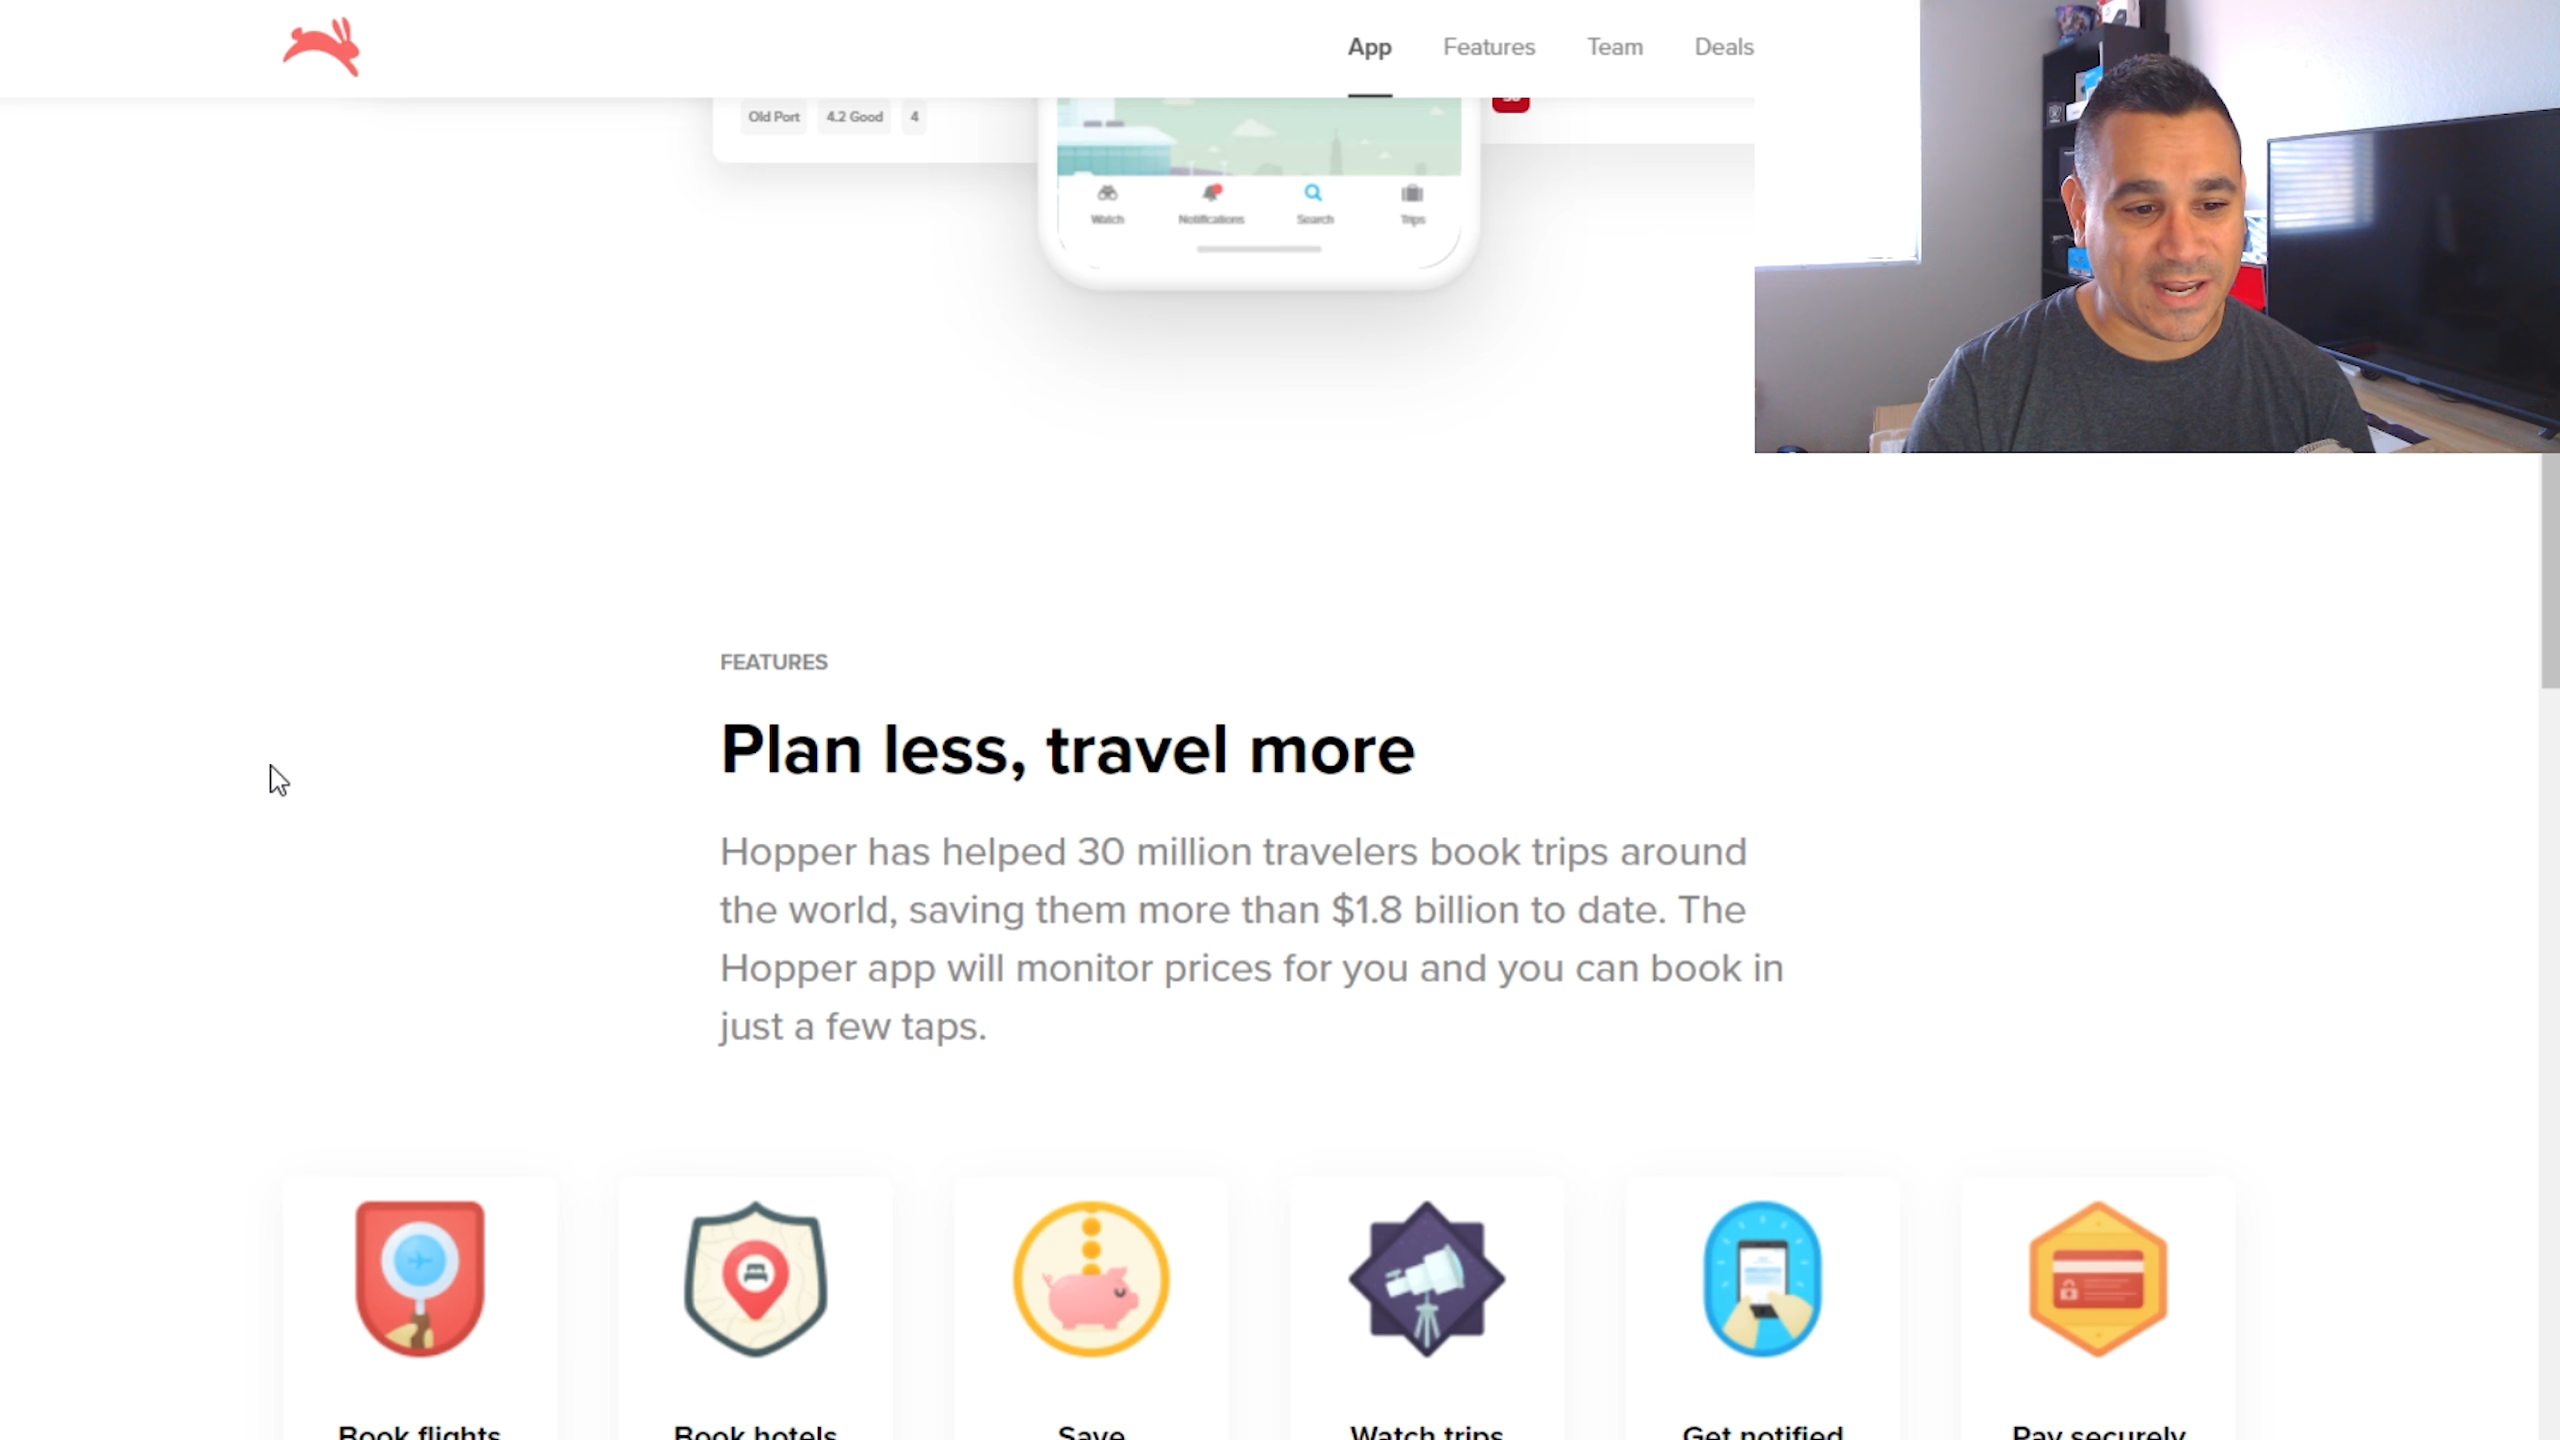 App Features Team Deals
Old Port 4.2 Good 4
Watch Notifications Search Trips
FEATURES
Plan less, travel more
Hopper has helped 30 million travelers book trips around
the world, saving them more than $1.8 billion to date. The
Hopper app will monitor prices for you and you can book in
just a few taps.
Book flights Book hotels Save Watch trips Get notified Pay securely